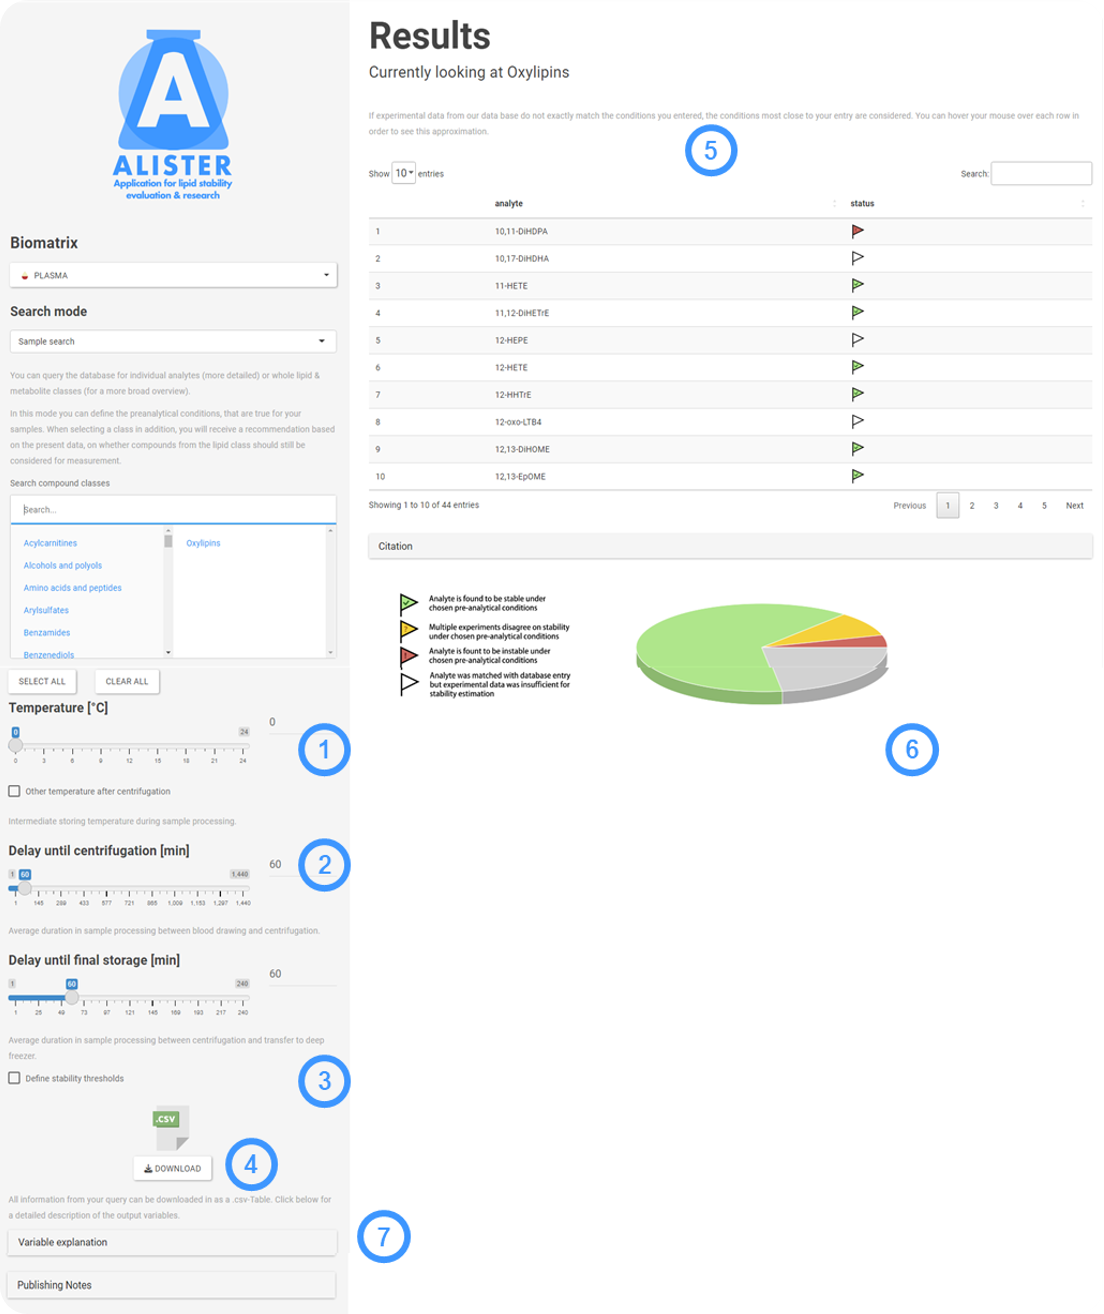 A
ALISTER
Application for lipid stability
evaluation & research
Biomatrix
PLASMA
Search mode
Sample search
You can query the database for individual analytes (more detailed) or whole lipid &
metabolite classes (for a more broad overview).
In this mode you can define the preanalytical conditions, that are true for your
samples. When selecting a class in addition, you will receive a recommendation based
on the present data, on whether compounds from the lipid class should still be
considered for measurement.
Search compound classes
Search...
Acylcarnitines
Oxylipins
Alcohols and polyols
Amino acids and peptides
Arylsulfates
Benzamides
Benzenediols
SELECT ALL
CLEAR ALL
Temperature [°C]
0
24
0
0 3 6 9 12 15 18 21 24
1
Other temperature after centrifugation
Intermediate storing temperature during sample processing.
Delay until centrifugation [min]
1 60 1,440
60
1 145 289 433 577 721 865 1,009 1,153 1,297 1,440
2
Average duration in sample processing between blood drawing and centrifugation.
Delay until final storage [min]
1 60 240
60
1 25 49 73 97 121 145 169 193 217 240
Average duration in sample processing between centrifugation and transfer to deep
freezer.
Define stability thresholds
3
.CSV
DOWNLOAD
4
All information from your query can be downloaded in as a .csv-Table. Click below for
a detailed description of the output variables.
Variable explanation
7
Publishing Notes
Results
Currently looking at Oxylipins
If experimental data from our data base do not exactly match the conditions you entered, the conditions most close to your entry are considered. You can hover your mouse over each row in
order to see this approximation.
5
Show 10 entries
Search:
analyte status
1 10,11-DiHDPA
2 10,17-DiHDHA
3 11-HETE
4 11,12-DiHETrE
5 12-HEPE
6 12-HETE
7 12-HHTrE
8 12-oxo-LTB4
9 12,13-DiHOME
10 12,13-EpOME
Showing 1 to 10 of 44 entries
Previous 1 2 3 4 5 Next
Citation
Analyte is found to be stable under
chosen pre-analytical conditions
Multiple experiments disagree on stability
under chosen pre-analytical conditions
Analyte is fount to be instable under
chosen pre-analytical conditions
Analyte was matched with database entry
but experimental data was insufficient for
stability estimation
6